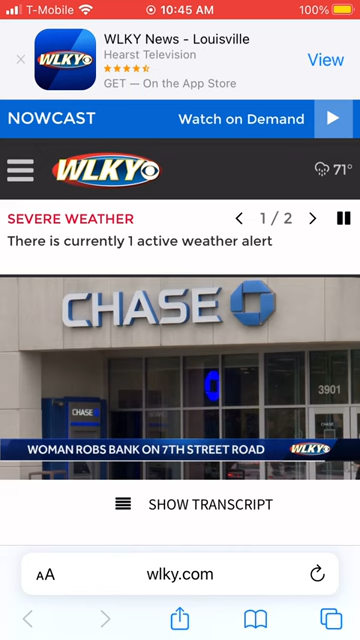 T-Mobile
10:45 AM
100%
WLKY
WLKY News - Louisville
Hearst Television
GET — On the App Store
View
NOWCAST
Watch on Demand
WLKY
71°
SEVERE WEATHER
1 / 2
There is currently 1 active weather alert
CHASE
3901
CHASE
WOMAN ROBS BANK ON 7TH STREET ROAD
WLKY
SHOW TRANSCRIPT
AA
wlky.com